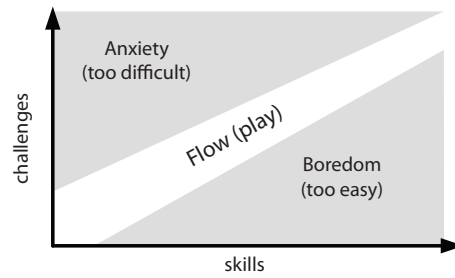 Anxiety
(too difficult)
challenges
Flow (play)
Boredom
(too easy)
skills